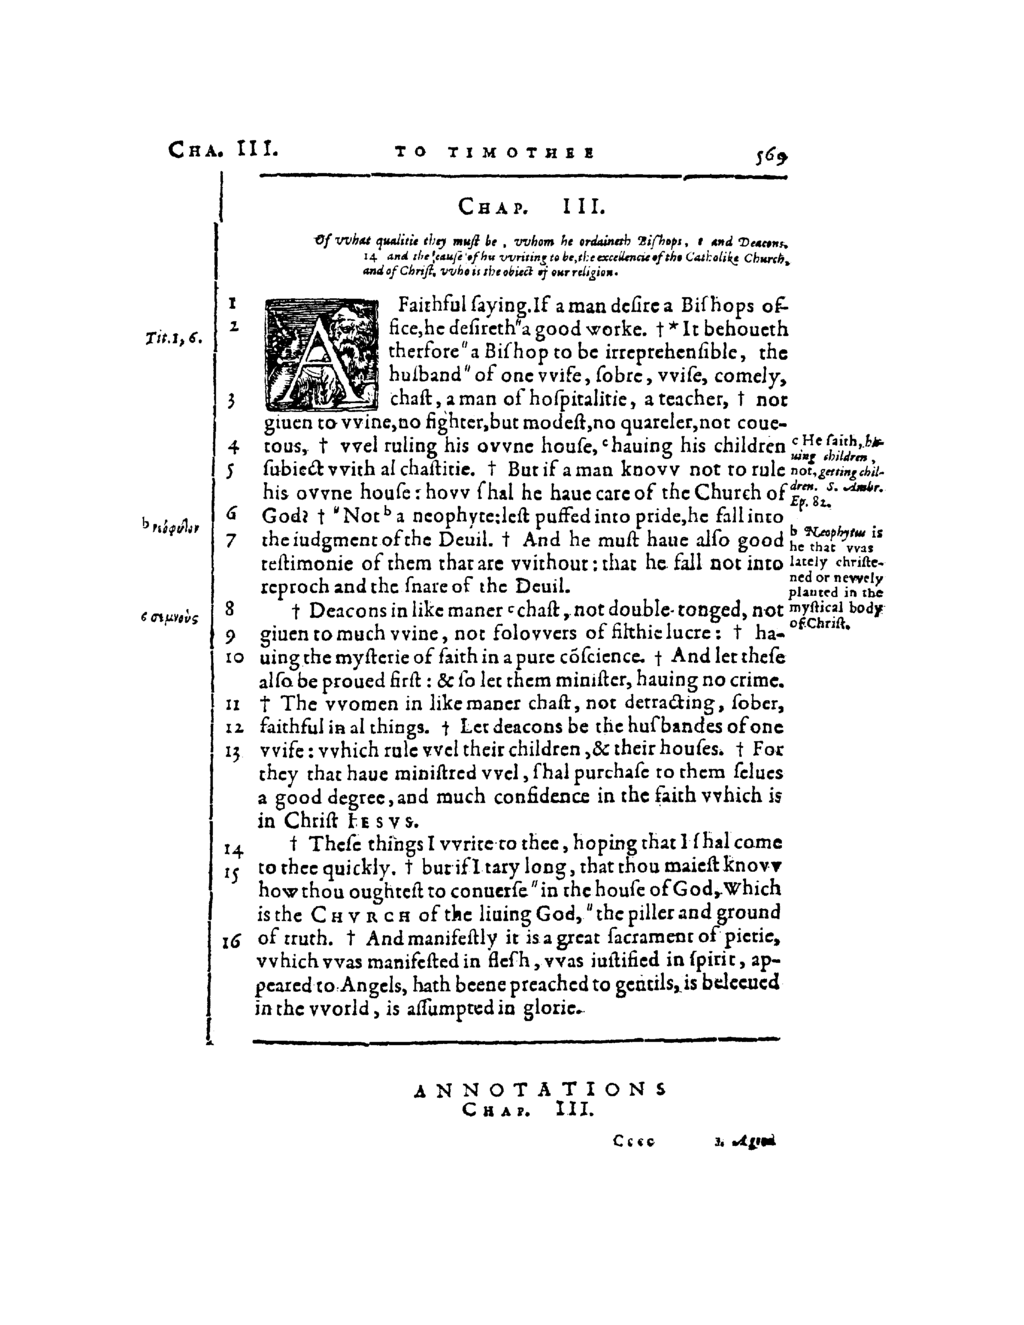 CHA. III. TO TIMOTHEE 569
CHAP. III.
Of vvhat qualitie they muſt be, vvhom he ordaineth Biſhops, 8 and Deacons,
14 and the cauſe of his vvriting to be, the excellencie of the Catholike Church,
and of Chriſt, vvho is the obiect of our religion.
1 A Faithful ſaying. If a man deſire a Biſhops of-
2 fice, he deſireth "a good worke. † * It behoueth
Tit. 1, 6.
therfore " a Biſhop to be irreprehenſible, the
huſband " of one vvife, ſobre, vviſe, comely,
3 chaſt, a man of hoſpitalitie, a teacher, † not
giuen to vvine, no fighter, but modeſt, no quareler, not coue-
4 tous, † vvel ruling his ovvne houſe, ᶜ hauing his children
5 ſubiect vvith al chaſtitie. † But if a man knovv not to rule
his ovvne houſe: hovv ſhal he haue care of the Church of
6 God? † " Not ᵇ a neophyte: leſt puffed into pride, he fall into
7 the iudgment of the Deuil. † And he muſt haue alſo good
teſtimonie of them that are vvithout: that he fall not into
reproch and the ſnare of the Deuil.
8 † Deacons in like maner ᶜ chaſt, not double-tonged, not
9 giuen to much vvine, not folovvers of filthie lucre: † ha-
10 uing the myſterie of faith in a pure cõſcience. † And let theſe
alſo be proued firſt: & ſo let them miniſter, hauing no crime.
11 † The vvomen in like maner chaſt, not detracting, ſober,
12 faithful in al things. † Let deacons be the huſbandes of one
13 vvife: vvhich rule vvel their children, & their houſes. † For
they that haue miniſtred vvel, ſhal purchaſe to them ſelues
a good degree, and much confidence in the faith vvhich is
in Chriſt IESVS.
14 † Theſe things I vvrite to thee, hoping that I ſhal come
15 to thee quickly. † but if I tary long, that thou maieſt knovv
how thou oughteſt to conuerſe " in the houſe of God, Which
is the CHVRCH of the liuing God, " the piller and ground
16 of truth. † And manifeſtly it is a great ſacrament of pietie,
vvhich vvas manifeſted in fleſh, vvas iuſtified in ſpirit, ap-
peared to Angels, hath beene preached to gentils, is beleeued
in the vvorld, is aſſumpted in glorie.
b νεόφυτον
c σεμνούς
c He ſaith, ha-
uing children,
not, getting chil-
dren. S. Ambr.
Ep. 82.
b Neophytus is
he that vvas
lately chriſte-
ned or nevvely
planted in the
myſtical body
of Chriſt.
ANNOTATIONS
CHAP. III.
Cccc 3. A good